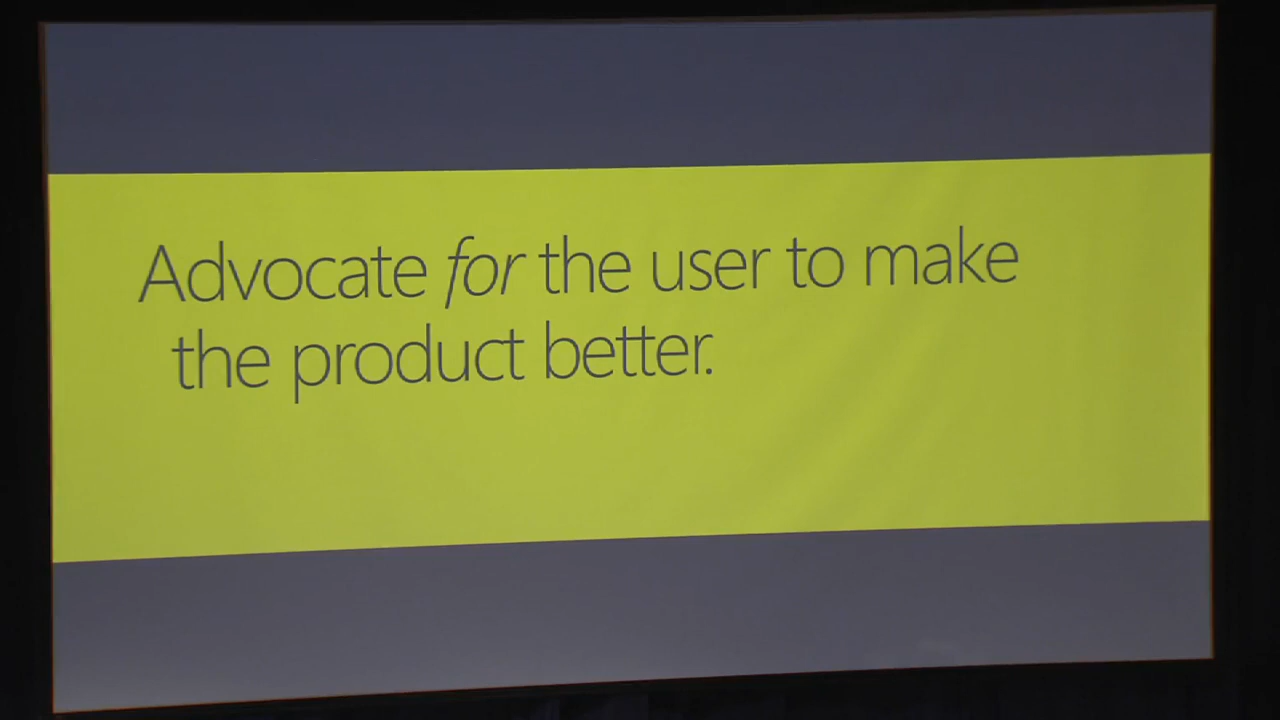 Advocate for the user to make
the product better.